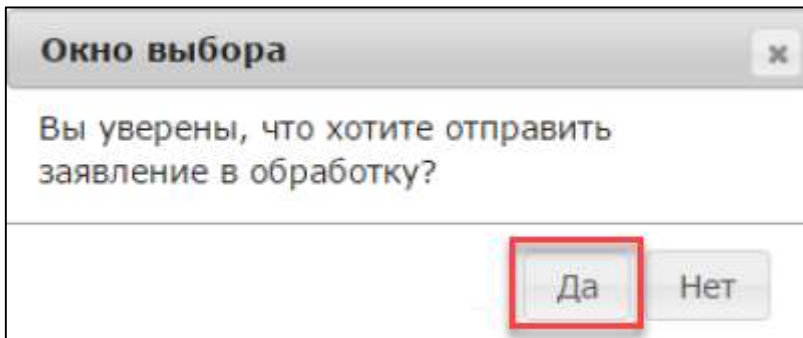 Окно выбора
Вы уверены, что хотите отправить
заявление в обработку?
Да Нет